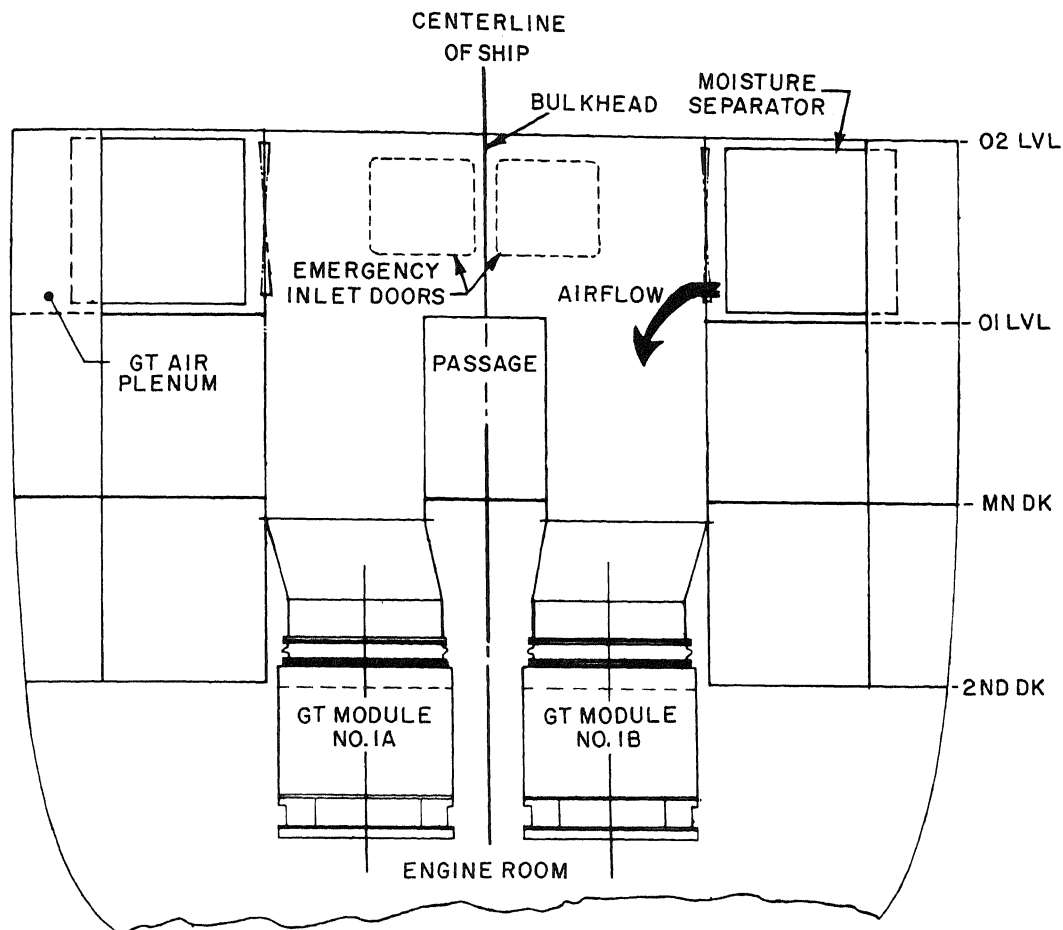 CENTERLINE
OF SHIP
BULKHEAD
MOISTURE
SEPARATOR
02 LVL
EMERGENCY
INLET DOORS
AIRFLOW
01 LVL
GT AIR
PLENUM
PASSAGE
MN DK
2ND DK
GT MODULE
NO. 1A
GT MODULE
NO. 1B
ENGINE ROOM